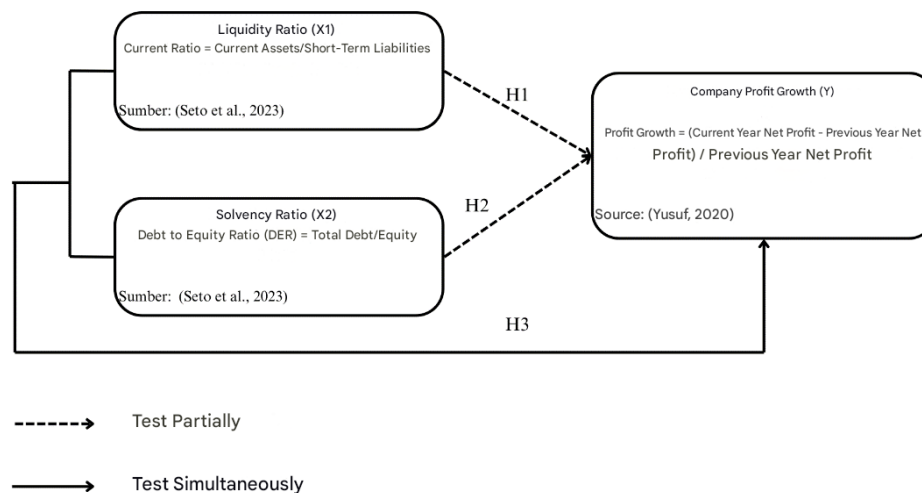 Liquidity Ratio (X1)
Current Ratio = Current Assets/Short-Term Liabilities
Sumber: (Seto et al., 2023)
H1
Company Profit Growth (Y)
Profit Growth = (Current Year Net Profit - Previous Year Net
Profit) / Previous Year Net Profit
Source: (Yusuf, 2020)
H2
Solvency Ratio (X2)
Debt to Equity Ratio (DER) = Total Debt/Equity
Sumber: (Seto et al., 2023)
H3
Test Partially
Test Simultaneously